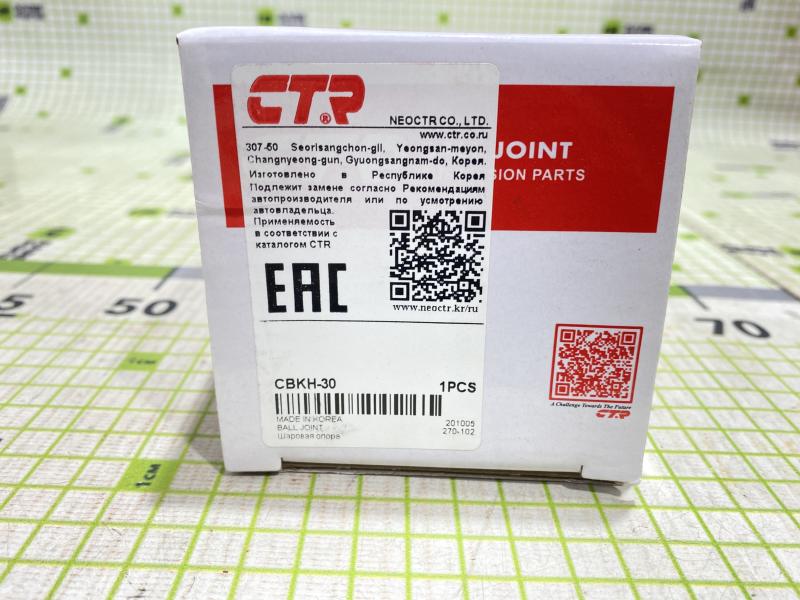 CTR®
NEOCTR CO., LTD.
www.ctr.co.ru
307-50 Seorisangchon-gil, Yeongsan-meyon,
Changnyeong-gun, Gyuongsangnam-do, Корея.
Изготовлено в Республике Корея
Подлежит замене согласно Рекомендациям
автопроизводителя или по усмотрению
автовладельца.
Применяемость
в соответствии с
каталогом CTR
EAC
www.neoctr.kr/ru
CBKH-30 1PCS
MADE IN KOREA
BALL JOINT
Шаровая опора
201005
270-102
JOINT
SION PARTS
A Challenge Towards The Future
CTR
50
70
1CM
1CM